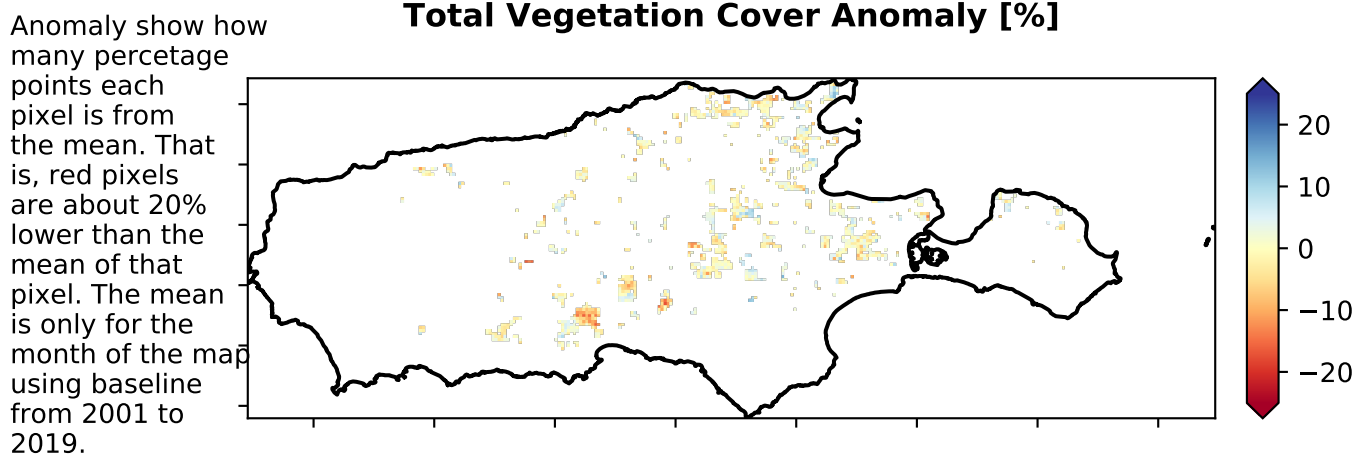 Total Vegetation Cover Anomaly [%]
Anomaly show how
many percetage
points each
pixel is from
the mean. That
is, red pixels
are about 20%
lower than the
mean of that
pixel. The mean
is only for the
month of the map
using baseline
from 2001 to
2019.
20
10
0
−10
−20